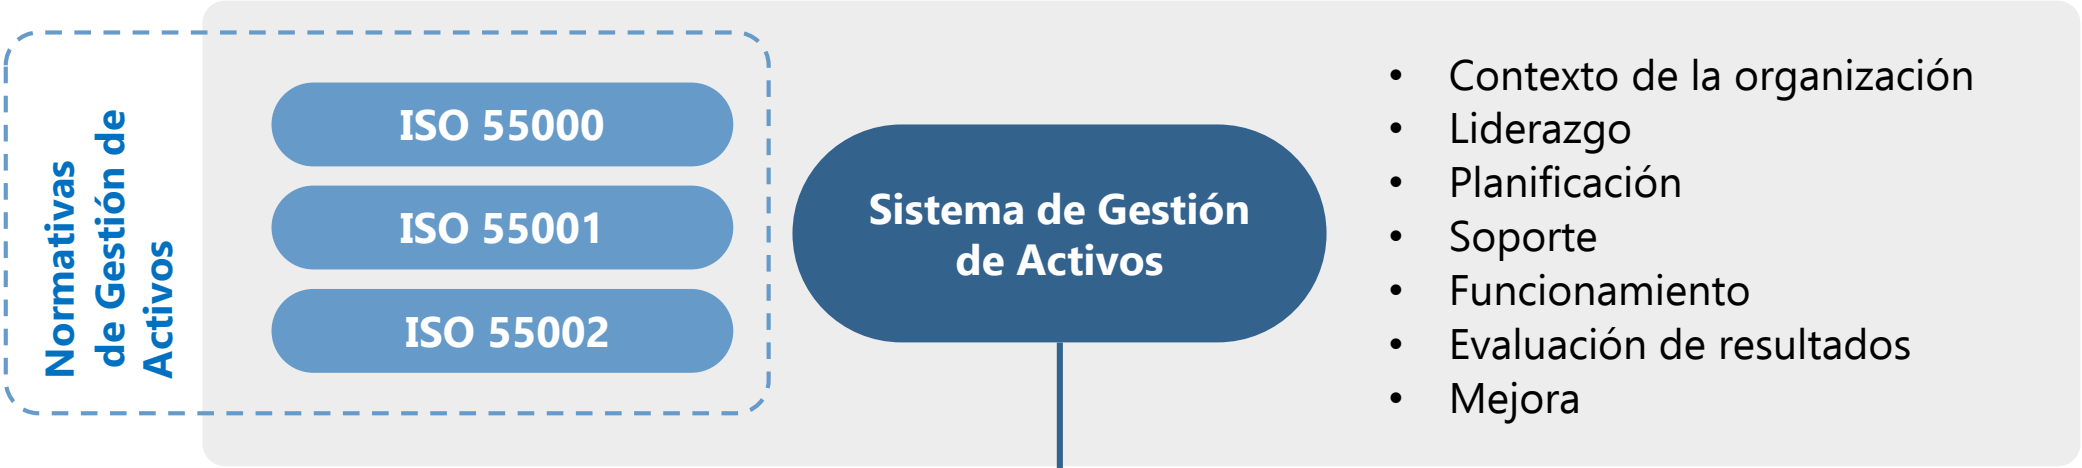 Normativas
de Gestión de
Activos
ISO 55000
ISO 55001
ISO 55002
Sistema de Gestión
de Activos
• Contexto de la organización
• Liderazgo
• Planificación
• Soporte
• Funcionamiento
• Evaluación de resultados
• Mejora